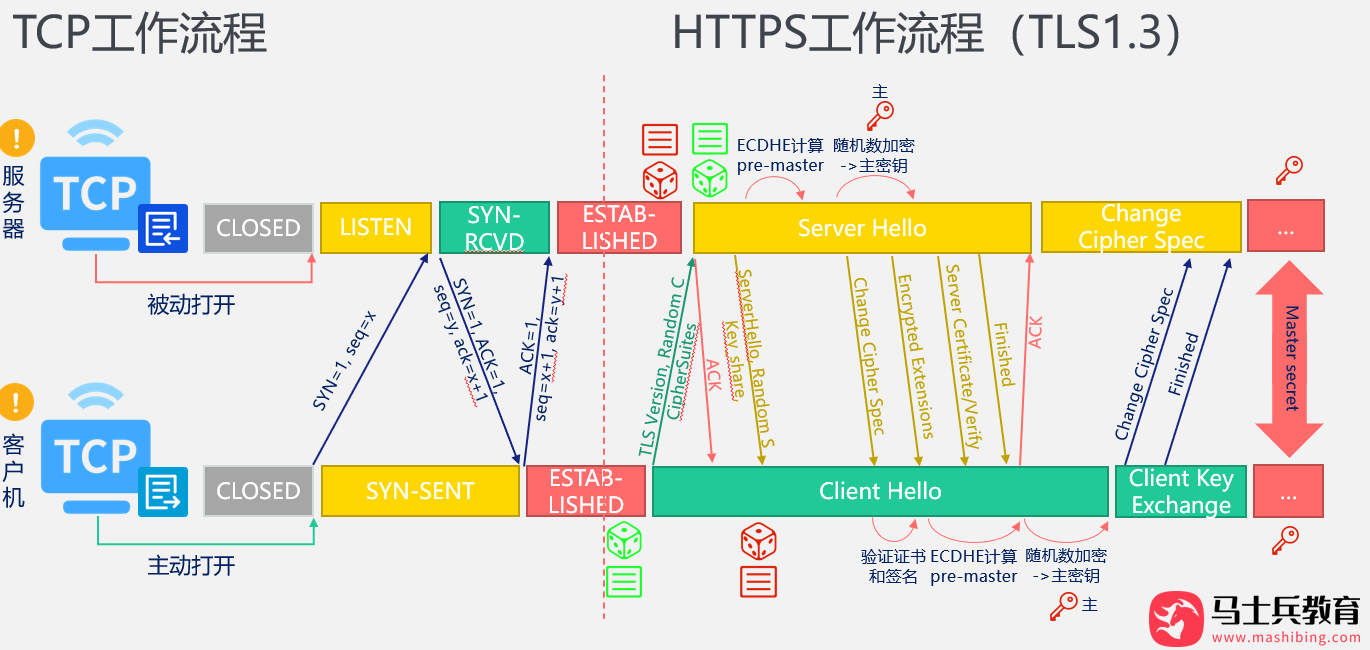 TCP工作流程
HTTPS工作流程（TLS1.3）
主
ECDHE计算
pre-master
随机数加密
->主密钥
!
服务器
TCP
CLOSED
LISTEN
SYN-
RCVD
ESTAB-
LISHED
Server Hello
Change
Cipher Spec
...
被动打开
SYN=1, seq=x
SYN=1, ACK=1
seq=y, ack=x+1
ACK=1,
seq=x+1, ack=y+1
TLS Version, Random C
CipherSuites
ACK
ServerHello, Random S
Key share,
Change Cipher Spec
Encrypted Extensions
Server Certificate/Verify
Finished
ACK
Change Cipher Spec
Finished
Master secret
!
客户机
TCP
CLOSED
SYN-SENT
ESTAB-
LISHED
Client Hello
Client Key
Exchange
...
主动打开
验证证书
和签名
ECDHE计算
pre-master
随机数加密
->主密钥
主
马士兵教育
www.mashibing.com